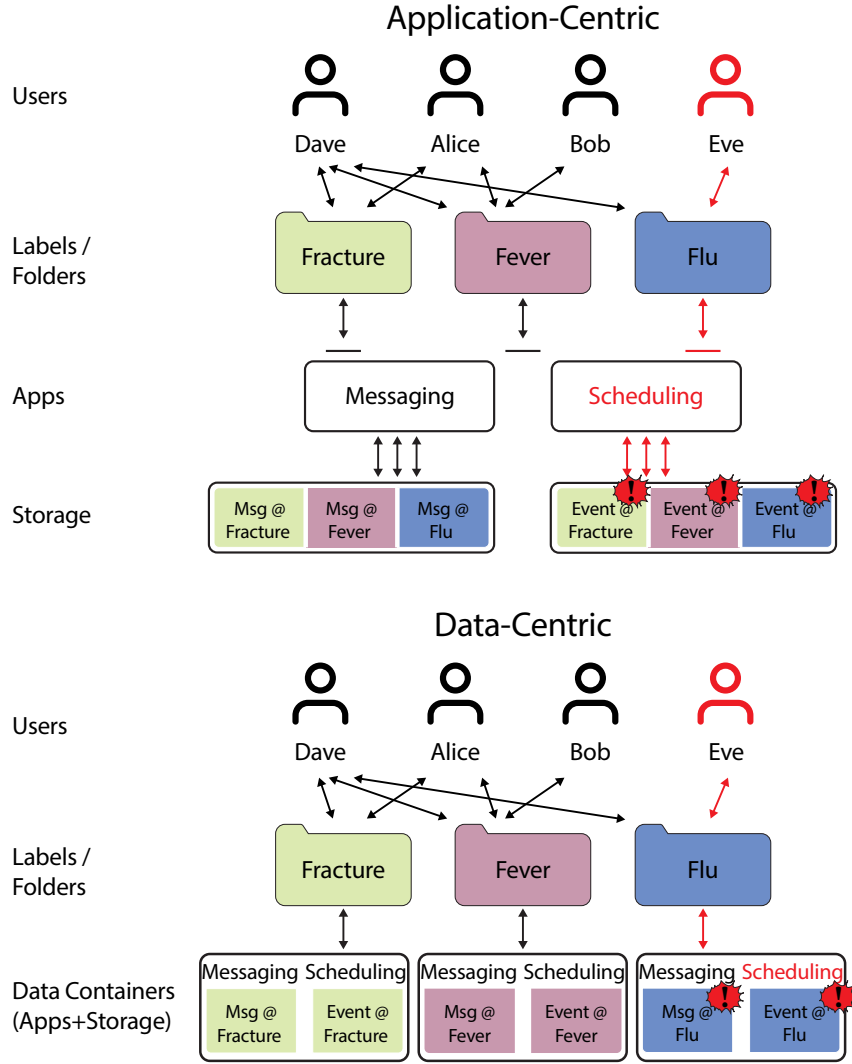 Application-Centric
Users
Dave Alice Bob Eve
Labels /
Folders
Fracture Fever Flu
Apps
Messaging Scheduling
Storage
Msg @ Msg @ Msg @ Event @ Event @ Event @
Fracture Fever Flu Fracture Fever Flu
! ! !
Data-Centric
Users
Dave Alice Bob Eve
Labels /
Folders
Fracture Fever Flu
Data Containers
(Apps+Storage)
Messaging Scheduling Messaging Scheduling Messaging Scheduling
Msg @ Event @ Msg @ Event @ Msg @ Event @
Fracture Fracture Fever Fever Flu Flu
! !